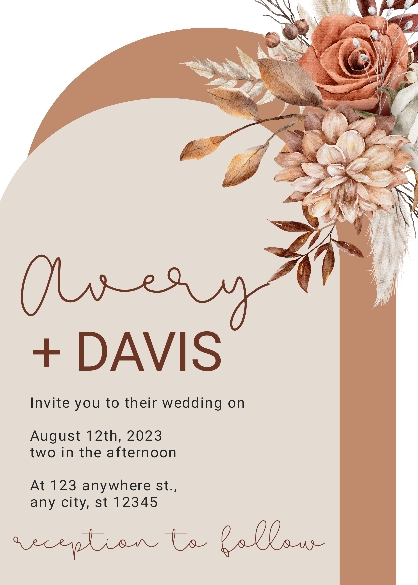 Avery
+ DAVIS
Invite you to their wedding on
August 12th, 2023
two in the afternoon
At 123 anywhere st.,
any city, st 12345
reception to follow